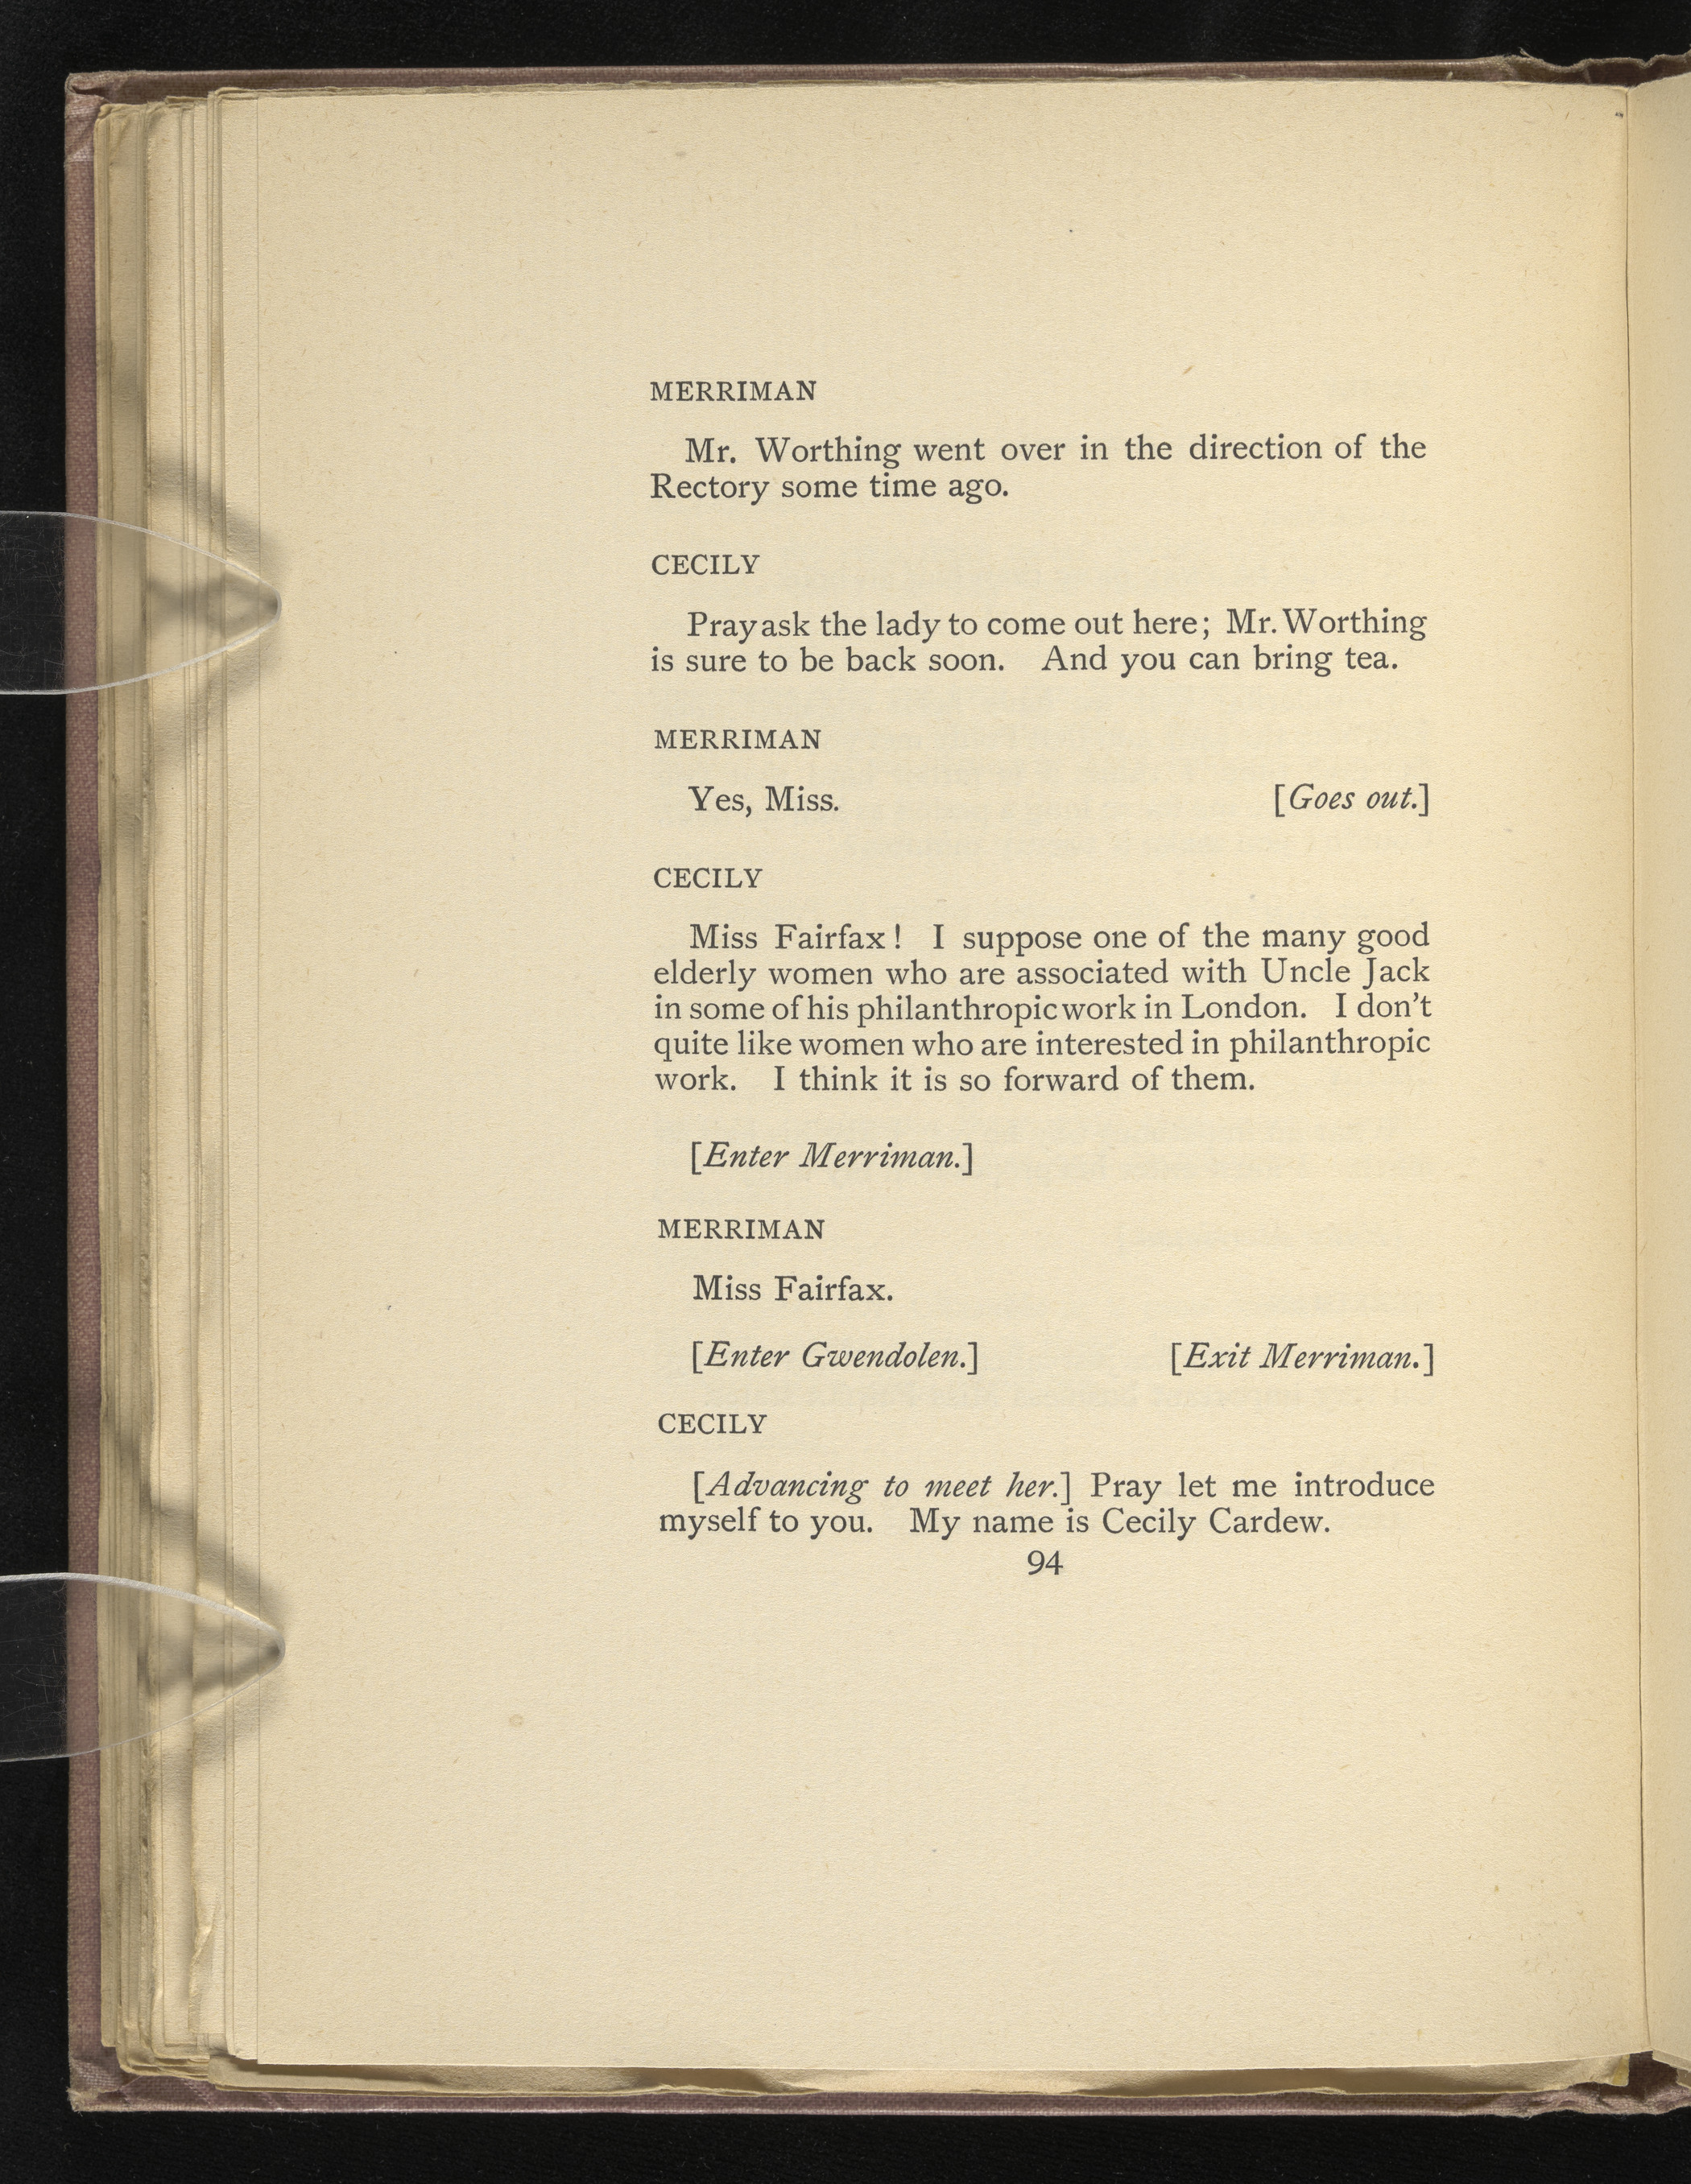 MERRIMAN
Mr. Worthing went over in the direction of the
Rectory some time ago.
CECILY
Pray ask the lady to come out here; Mr. Worthing
is sure to be back soon. And you can bring tea.
MERRIMAN
Yes, Miss. [Goes out.]
CECILY
Miss Fairfax! I suppose one of the many good
elderly women who are associated with Uncle Jack
in some of his philanthropic work in London. I don't
quite like women who are interested in philanthropic
work. I think it is so forward of them.
[Enter Merriman.]
MERRIMAN
Miss Fairfax.
[Enter Gwendolen.] [Exit Merriman.]
CECILY
[Advancing to meet her.] Pray let me introduce
myself to you. My name is Cecily Cardew.
94